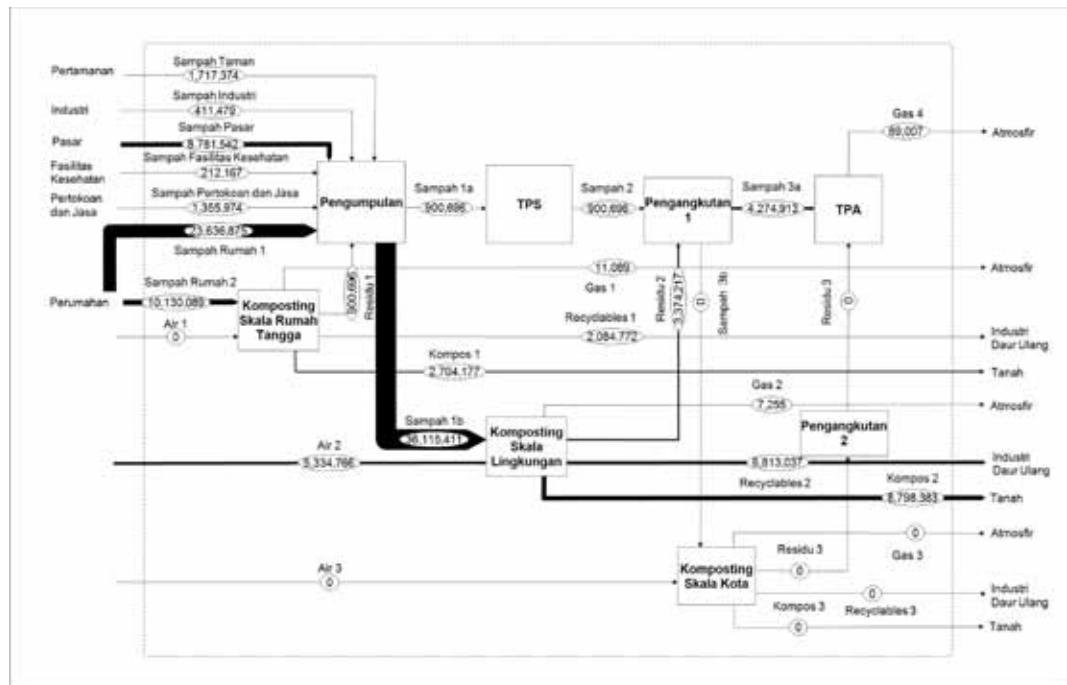 Pertamanan
Sampah Taman
1,717,374
Industri
Sampah Industri
411,479
Pasar
Sampah Pasar
8,781,542
Fasilitas
Kesehatan
Sampah Fasilitas Kesehatan
212,167
Pertokoan
dan Jasa
Sampah Pertokoan dan Jasa
1,355,974
23,636,875
Sampah Rumah 1
Pengumpulan
Sampah 1a
900,696
TPS
Sampah 2
900,696
Pengangkutan
1
Sampah 3a
4,274,913
TPA
Gas 4
89,007
Atmosfir
Perumahan
Sampah Rumah 2
10,130,089
Air 1
0
Komposting
Skala Rumah
Tangga
900,696
Residu 1
11,089
Gas 1
Atmosfir
Recyclables 1
2,084,772
Industri
Daur Ulang
Kompos 1
2,704,177
Tanah
Residu 2
3,374,217
Sampah 3b
0
Residu 3
0
Sampah 1b
36,115,411
Komposting
Skala
Lingkungan
Gas 2
7,255
Atmosfir
Pengangkutan
2
Air 2
5,334,766
8,813,037
Recyclables 2
Industri
Daur Ulang
Kompos 2
8,798,383
Tanah
Air 3
0
Komposting
Skala Kota
0
Gas 3
Atmosfir
Residu 3
0
0
Recyclables 3
Industri
Daur Ulang
Kompos 3
0
Tanah